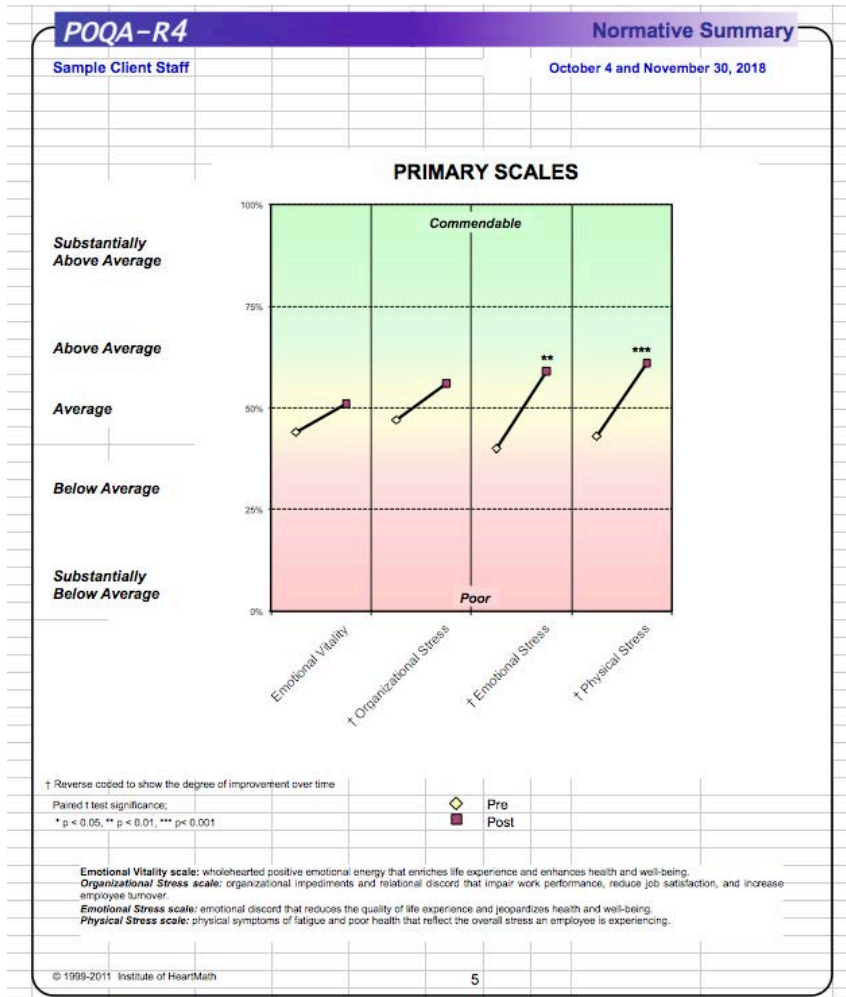 POQA-R4
Normative Summary
Sample Client Staff
October 4 and November 30, 2018
PRIMARY SCALES
100%
Commendable
Substantially
Above Average
75%
Above Average
**
***
Average
50%
Below Average
25%
Substantially
Below Average
Poor
0%
Emotional Vitality
† Organizational Stress
† Emotional Stress
† Physical Stress
† Reverse coded to show the degree of improvement over time
Paired t test significance;
* p < 0.05, ** p < 0.01, *** p< 0.001
Pre
Post
Emotional Vitality scale: wholehearted positive emotional energy that enriches life experience and enhances health and well-being.
Organizational Stress scale: organizational impediments and relational discord that impair work performance, reduce job satisfaction, and increase
employee turnover.
Emotional Stress scale: emotional discord that reduces the quality of life experience and jeopardizes health and well-being.
Physical Stress scale: physical symptoms of fatigue and poor health that reflect the overall stress an employee is experiencing.
© 1999-2011 Institute of HeartMath
5